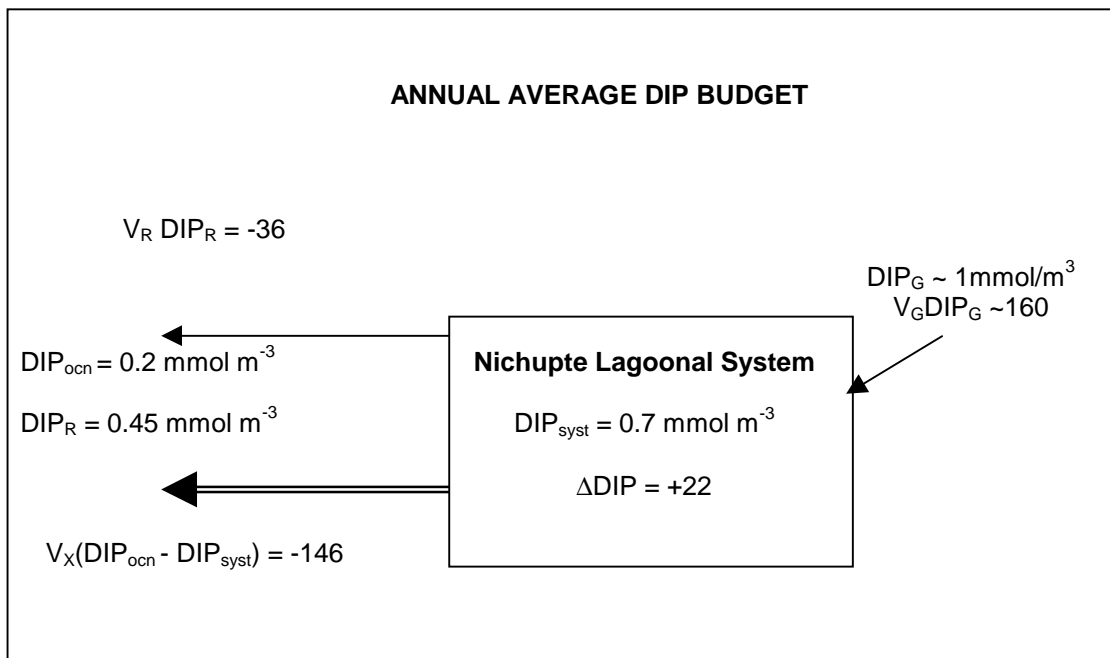 ANNUAL AVERAGE DIP BUDGET
V_R DIP_R = -36
DIP_G ~ 1mmol/m^3
V_GDIP_G ~160
DIP_ocn = 0.2 mmol m^-3
Nichupte Lagoonal System
DIP_R = 0.45 mmol m^-3
DIP_syst = 0.7 mmol m^-3
ΔDIP = +22
V_X(DIP_ocn - DIP_syst) = -146